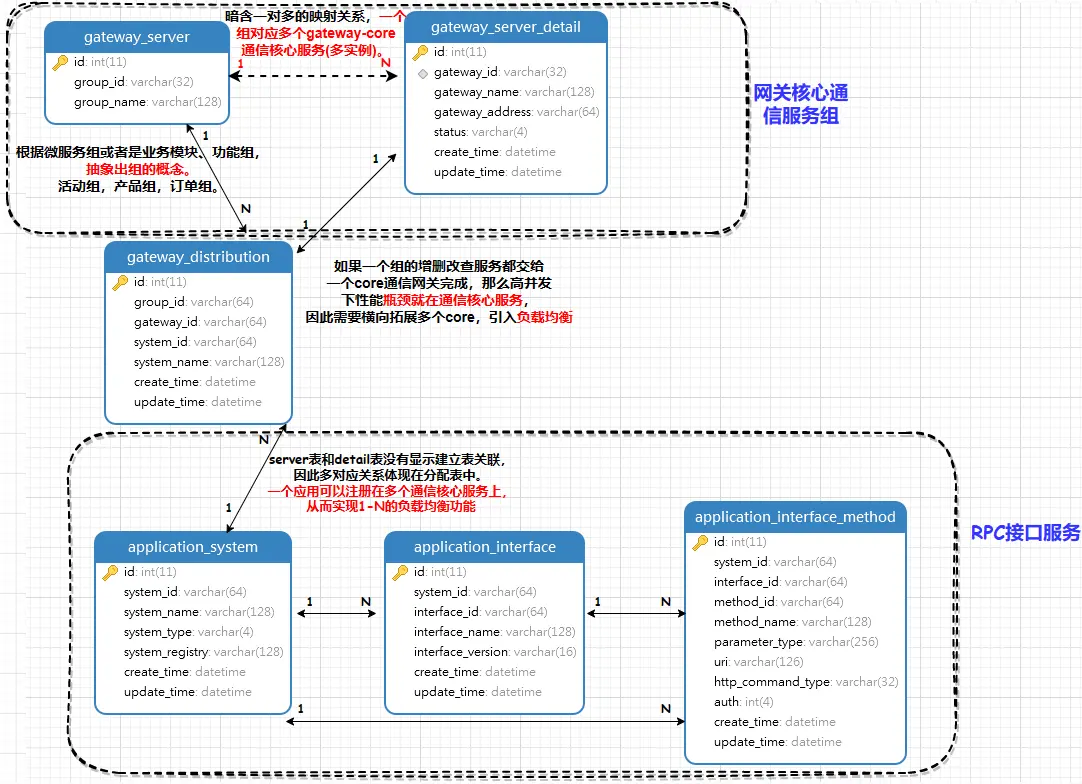 暗含一对多的映射关系，一个
组对应多个gateway-core
通信核心服务(多实例)。
1
N
gateway_server
id: int(11)
group_id: varchar(32)
group_name: varchar(128)
gateway_server_detail
id: int(11)
gateway_id: varchar(32)
gateway_name: varchar(128)
gateway_address: varchar(64)
status: varchar(4)
create_time: datetime
update_time: datetime
网关核心通
信服务组
1
根据微服务组或者是业务模块、功能组，
抽象出组的概念。
活动组，产品组，订单组。
N
1
1
gateway_distribution
id: int(11)
group_id: varchar(64)
gateway_id: varchar(64)
system_id: varchar(64)
system_name: varchar(128)
create_time: datetime
update_time: datetime
如果一个组的增删改查服务都交给
一个core通信网关完成，那么高并发
下性能瓶颈就在通信核心服务，
因此需要横向拓展多个core，引入负载均衡
N
1
server表和detail表没有显示建立表关联，
因此多对应关系体现在分配表中。
一个应用可以注册在多个通信核心服务上，
从而实现1-N的负载均衡功能
RPC接口服务
application_system
id: int(11)
system_id: varchar(64)
system_name: varchar(128)
system_type: varchar(4)
system_registry: varchar(128)
create_time: datetime
update_time: datetime
1
N
application_interface
id: int(11)
system_id: varchar(64)
interface_id: varchar(64)
interface_name: varchar(128)
interface_version: varchar(16)
create_time: datetime
update_time: datetime
1
N
application_interface_method
id: int(11)
system_id: varchar(64)
interface_id: varchar(64)
method_id: varchar(64)
method_name: varchar(128)
parameter_type: varchar(256)
uri: varchar(126)
http_command_type: varchar(32)
auth: int(4)
create_time: datetime
update_time: datetime
1
N